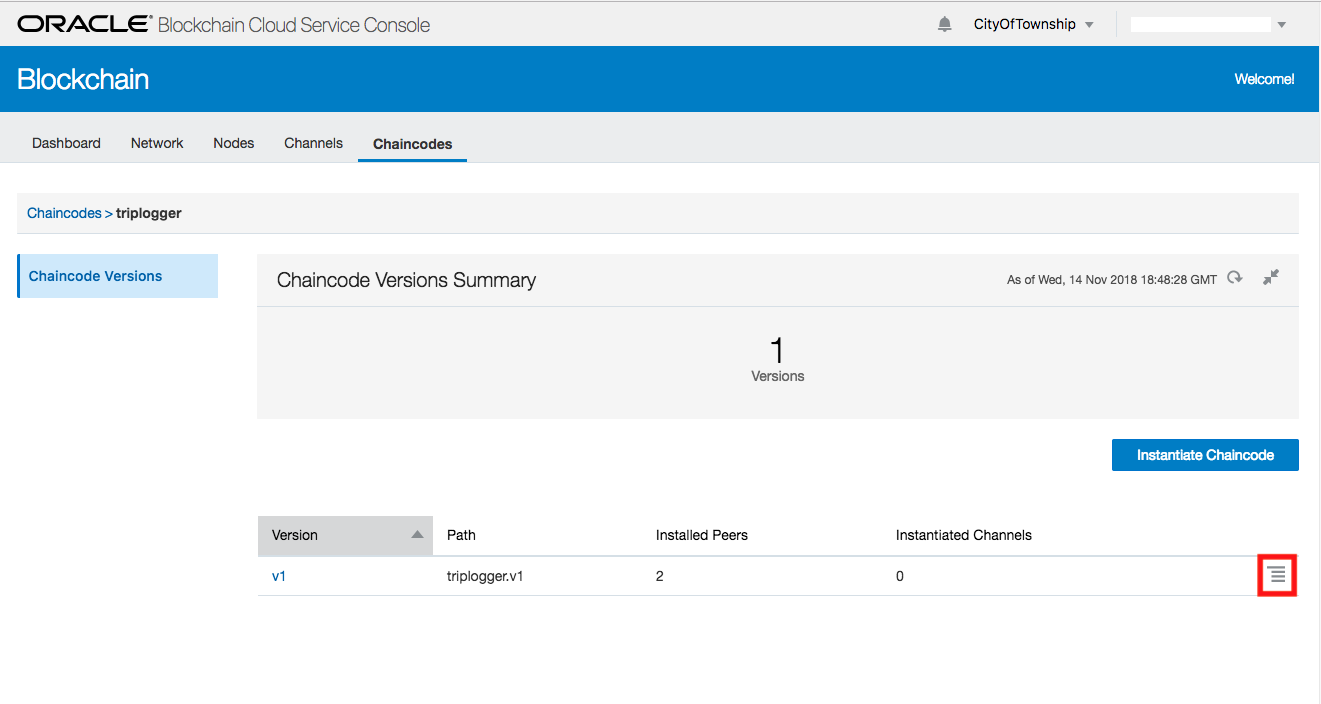 ORACLE® Blockchain Cloud Service Console
CityOfTownship
Blockchain
Welcome!
Dashboard Network Nodes Channels Chaincodes
Chaincodes > triplogger
Chaincode Versions
Chaincode Versions Summary
As of Wed, 14 Nov 2018 18:48:28 GMT
1
Versions
Instantiate Chaincode
Version Path Installed Peers Instantiated Channels
v1 triplogger.v1 2 0